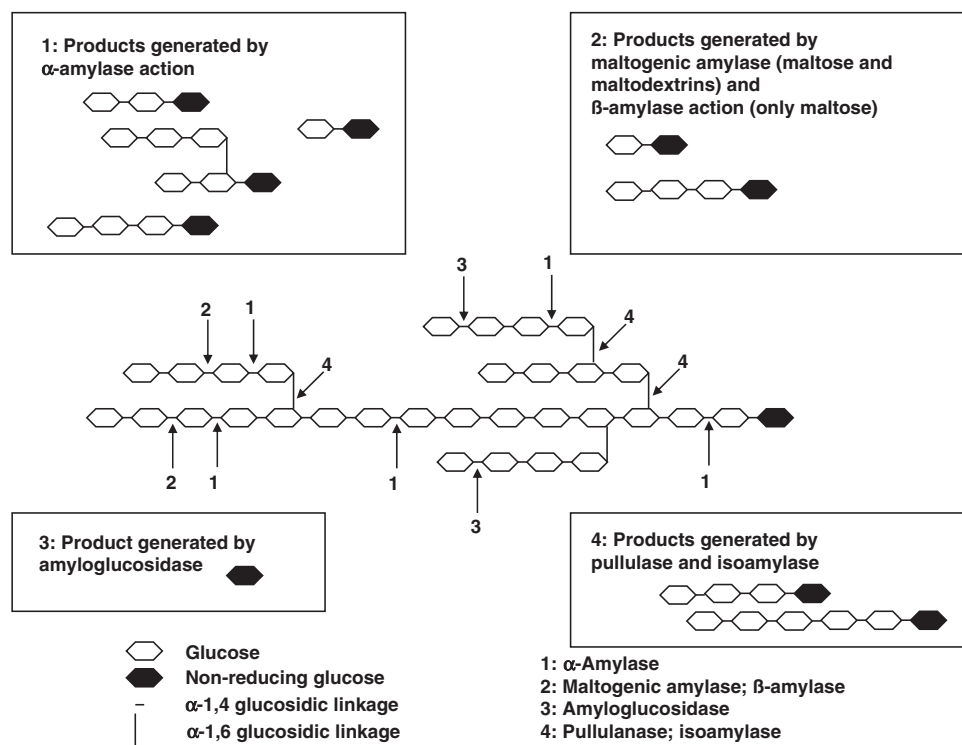 1: Products generated by
α-amylase action
2: Products generated by
maltogenic amylase (maltose and
maltodextrins) and
ß-amylase action (only maltose)
3
1
2
1
4
4
4
2
1
1
1
3
3: Product generated by
amyloglucosidase
4: Products generated by
pullulase and isoamylase
Glucose
Non-reducing glucose
α-1,4 glucosidic linkage
α-1,6 glucosidic linkage
1: α-Amylase
2: Maltogenic amylase; ß-amylase
3: Amyloglucosidase
4: Pullulanase; isoamylase